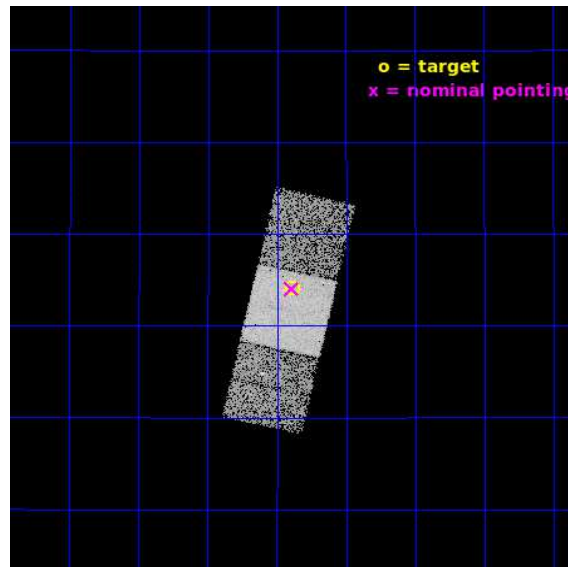 o = target
x = nominal pointing